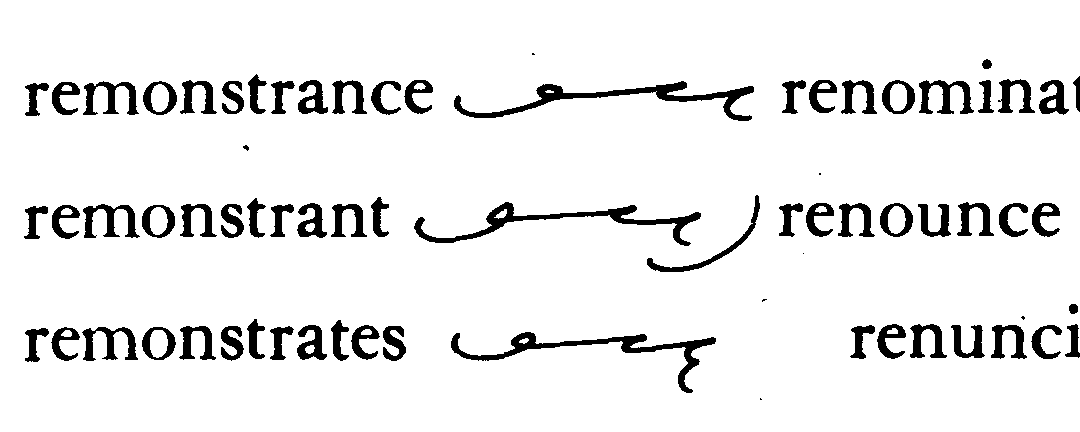 remonstrance renominat
remonstrant renounce
remonstrates renunci